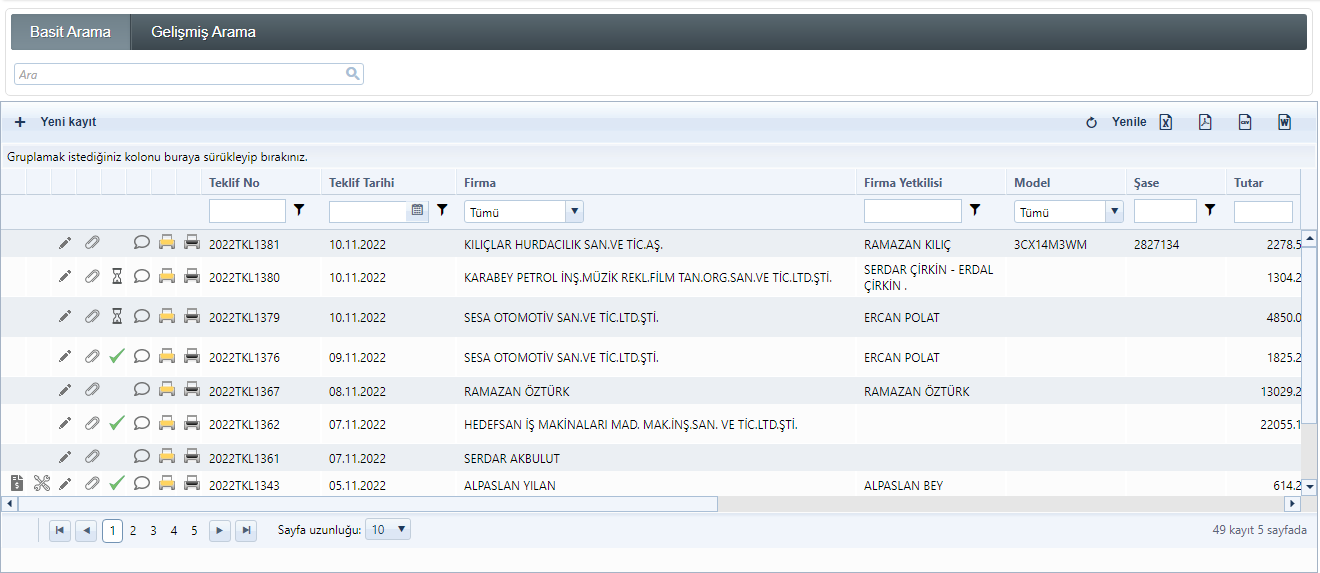 Basit Arama Gelişmiş Arama
Ara
Yeni kayıt Yenile
Gruplamak istediğiniz kolonu buraya sürükleyip bırakınız.
Teklif No Teklif Tarihi Firma Firma Yetkilisi Model Şase Tutar
Tümü Tümü
2022TKL1381 10.11.2022 KILIÇLAR HURDACILIK SAN.VE TİC.AŞ. RAMAZAN KILIÇ 3CX14M3WM 2827134 2278.5
2022TKL1380 10.11.2022 KARABEY PETROL İNŞ.MÜZİK REKL.FİLM TAN.ORG.SAN.VE TİC.LTD.ŞTİ. SERDAR ÇİRKİN - ERDAL ÇİRKİN . 1304.2
2022TKL1379 10.11.2022 SESA OTOMOTİV SAN.VE TİC.LTD.ŞTİ. ERCAN POLAT 4850.0
2022TKL1376 09.11.2022 SESA OTOMOTİV SAN.VE TİC.LTD.ŞTİ. ERCAN POLAT 1825.2
2022TKL1367 08.11.2022 RAMAZAN ÖZTÜRK RAMAZAN ÖZTÜRK 13029.2
2022TKL1362 07.11.2022 HEDEFSAN İŞ MAKİNALARI MAD. MAK.İNŞ.SAN. VE TİC.LTD.ŞTİ. 22055.1
2022TKL1361 07.11.2022 SERDAR AKBULUT
2022TKL1343 05.11.2022 ALPASLAN YILAN ALPASLAN BEY 614.2
1 2 3 4 5 Sayfa uzunluğu: 10 49 kayıt 5 sayfada